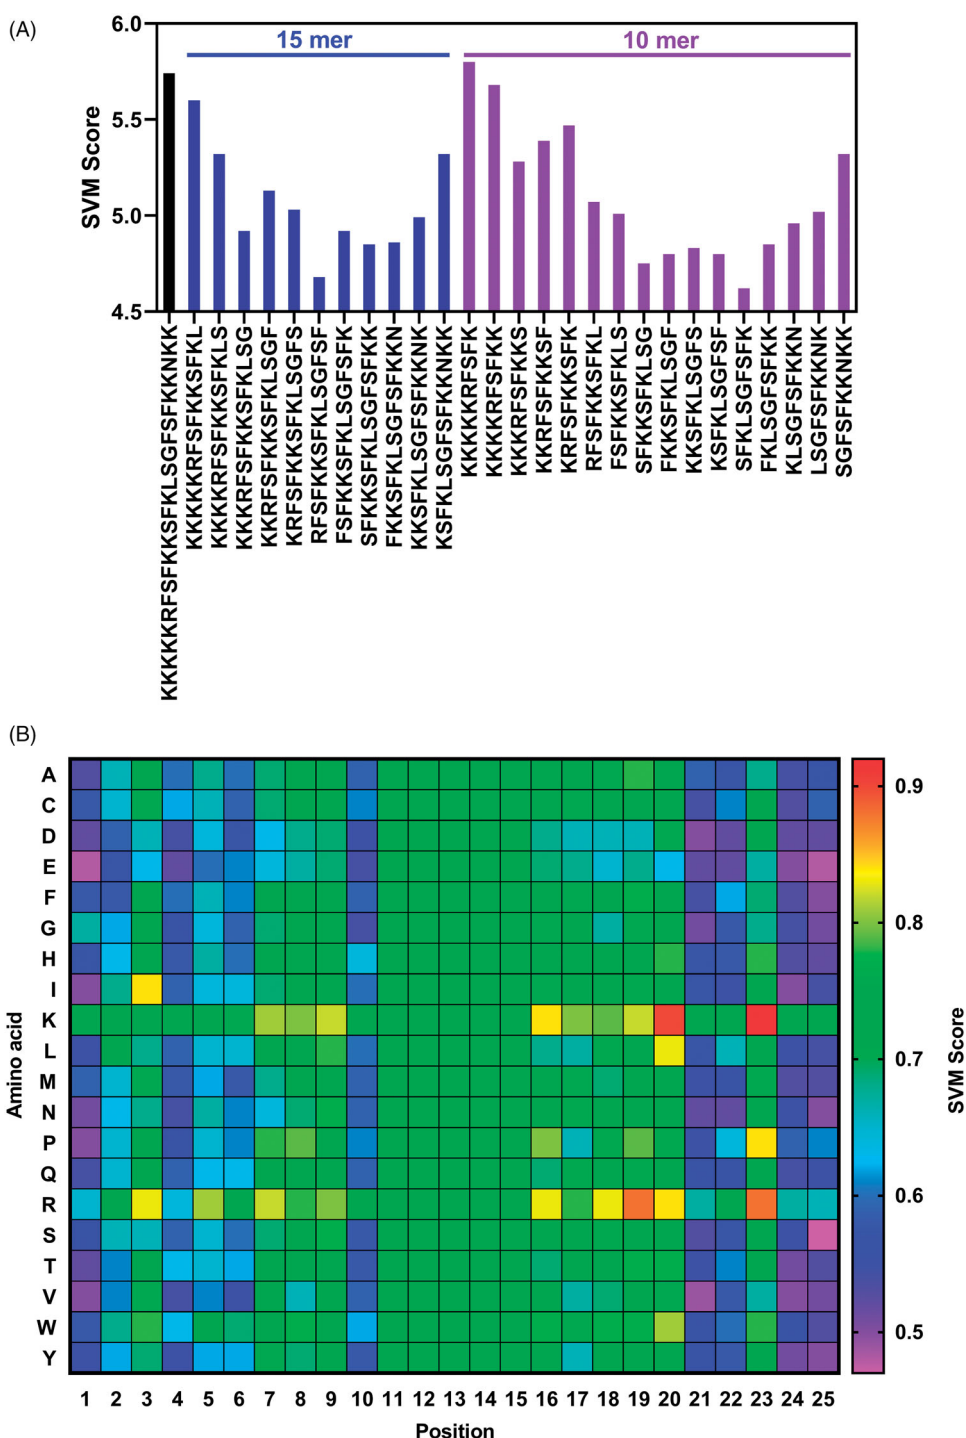 (A)
SVM Score
6.0
5.5
5.0
4.5
15 mer
10 mer
KKKKKRFSFKKSFKLSGFSFKKNKK
KKKKKRFSFKKSFKL
KKKKRFSFKKSFKLS
KKKRFSFKKSFKLSG
KKRFSFKKSFKLSGF
KRFSFKKSFKLSGFS
RFSFKKSFKLSGFSF
FSFKKSFKLSGFSFK
SFKKSFKLSGFSFKK
FKKSFKLSGFSFKKN
KKSFKLSGFSFKKNK
KSFKLSGFSFKKNKK
KKKKKRFSFK
KKKKRFSFKK
KKKRFSFKKS
KKRFSFKKSF
KRFSFKKSFK
RFSFKKSFKL
FSFKKSFKLS
SFKKSFKLSG
FKKSFKLSGF
KKSFKLSGFS
KSFKLSGFSF
SFKLSGFSFK
FKLSGFSFKK
KLSGFSFKKN
LSGFSFKKNK
SGFSFKKNKK
(B)
Amino acid
A
C
D
E
F
G
H
I
K
L
M
N
P
Q
R
S
T
V
W
Y
1 2 3 4 5 6 7 8 9 10 11 12 13 14 15 16 17 18 19 20 21 22 23 24 25
Position
0.9
0.8
0.7
0.6
0.5
SVM Score